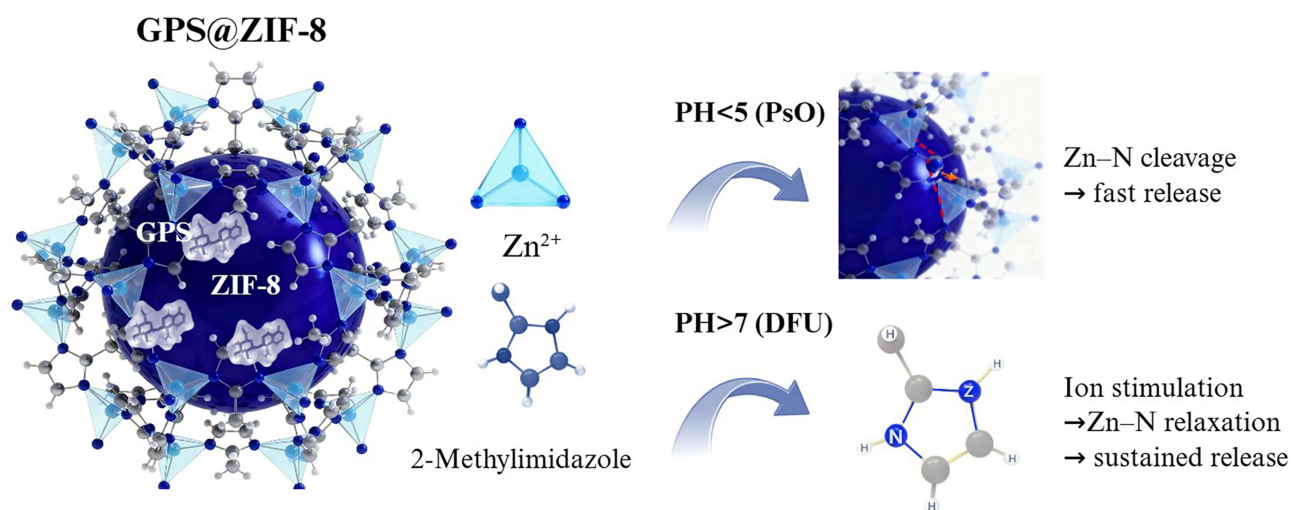 GPS@ZIF-8
GPS
ZIF-8
Zn²⁺
2-Methylimidazole
PH<5 (PsO)
Zn–N cleavage
→ fast release
PH>7 (DFU)
H
H
Z
N
H
H
H
Ion stimulation
→Zn–N relaxation
→ sustained release